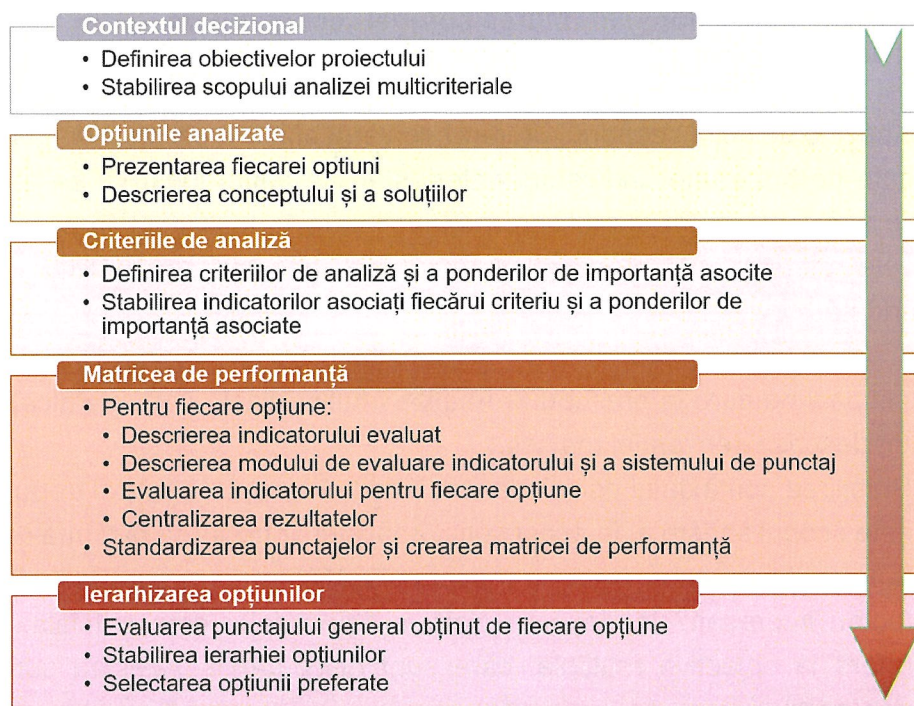 Contextul decizional
• Definirea obiectivelor proiectului
• Stabilirea scopului analizei multicriteriale
Opțiunile analizate
• Prezentarea fiecarei optiuni
• Descrierea conceptului și a soluțiilor
Criteriile de analiză
• Definirea criteriilor de analiză și a ponderilor de importanță asocite
• Stabilirea indicatorilor asociați fiecărui criteriu și a ponderilor de
importanță asociate
Matricea de performanță
• Pentru fiecare opțiune:
• Descrierea indicatorului evaluat
• Descrierea modului de evaluare indicatorului și a sistemului de punctaj
• Evaluarea indicatorului pentru fiecare opțiune
• Centralizarea rezultatelor
• Standardizarea punctajelor și crearea matricei de performanță
Ierarhizarea opțiunilor
• Evaluarea punctajului general obținut de fiecare opțiune
• Stabilirea ierarhiei opțiunilor
• Selectarea opțiunii preferate